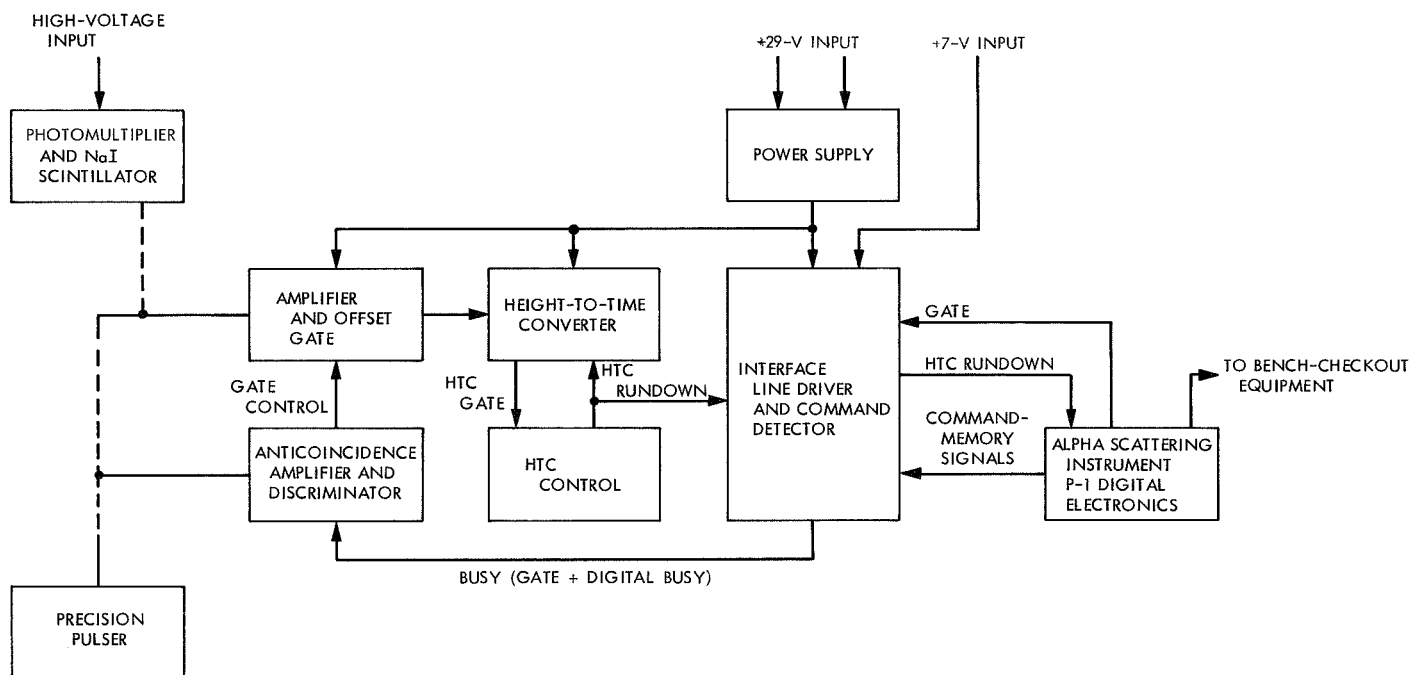 HIGH-VOLTAGE
INPUT
+29-V INPUT
+7-V INPUT
PHOTOMULTIPLIER
AND NaI
SCINTILLATOR
POWER SUPPLY
AMPLIFIER
AND OFFSET
GATE
HEIGHT-TO-TIME
CONVERTER
INTERFACE
LINE DRIVER
AND COMMAND
DETECTOR
GATE
HTC RUNDOWN
COMMAND-
MEMORY
SIGNALS
TO BENCH-CHECKOUT
EQUIPMENT
GATE
CONTROL
HTC
GATE
HTC
RUNDOWN
ANTICOINCIDENCE
AMPLIFIER AND
DISCRIMINATOR
HTC
CONTROL
ALPHA SCATTERING
INSTRUMENT
P-1 DIGITAL
ELECTRONICS
BUSY (GATE + DIGITAL BUSY)
PRECISION
PULSER